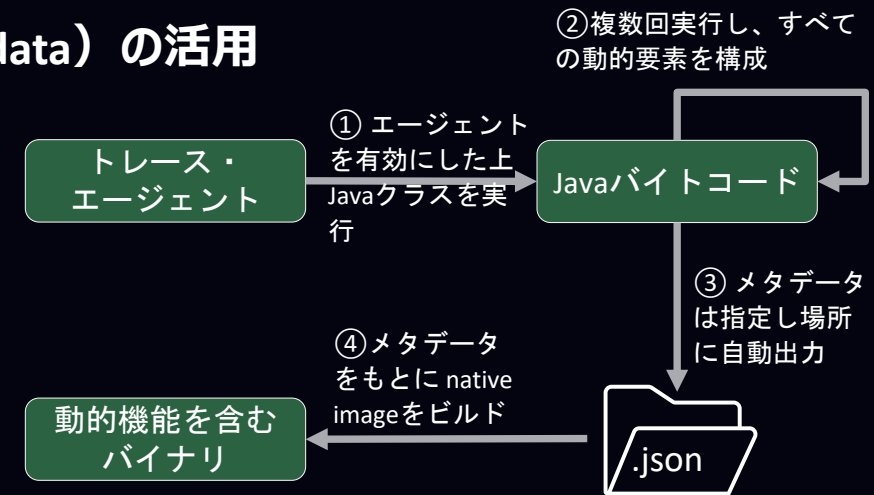 data）の活用
②複数回実行し、すべて
の動的要素を構成
① エージェント
を有効にした上
Javaクラスを実
行
トレース・
エージェント
Javaバイトコード
③ メタデータ
は指定し場所
に自動出力
④メタデータ
をもとに native
imageをビルド
動的機能を含む
バイナリ
.json